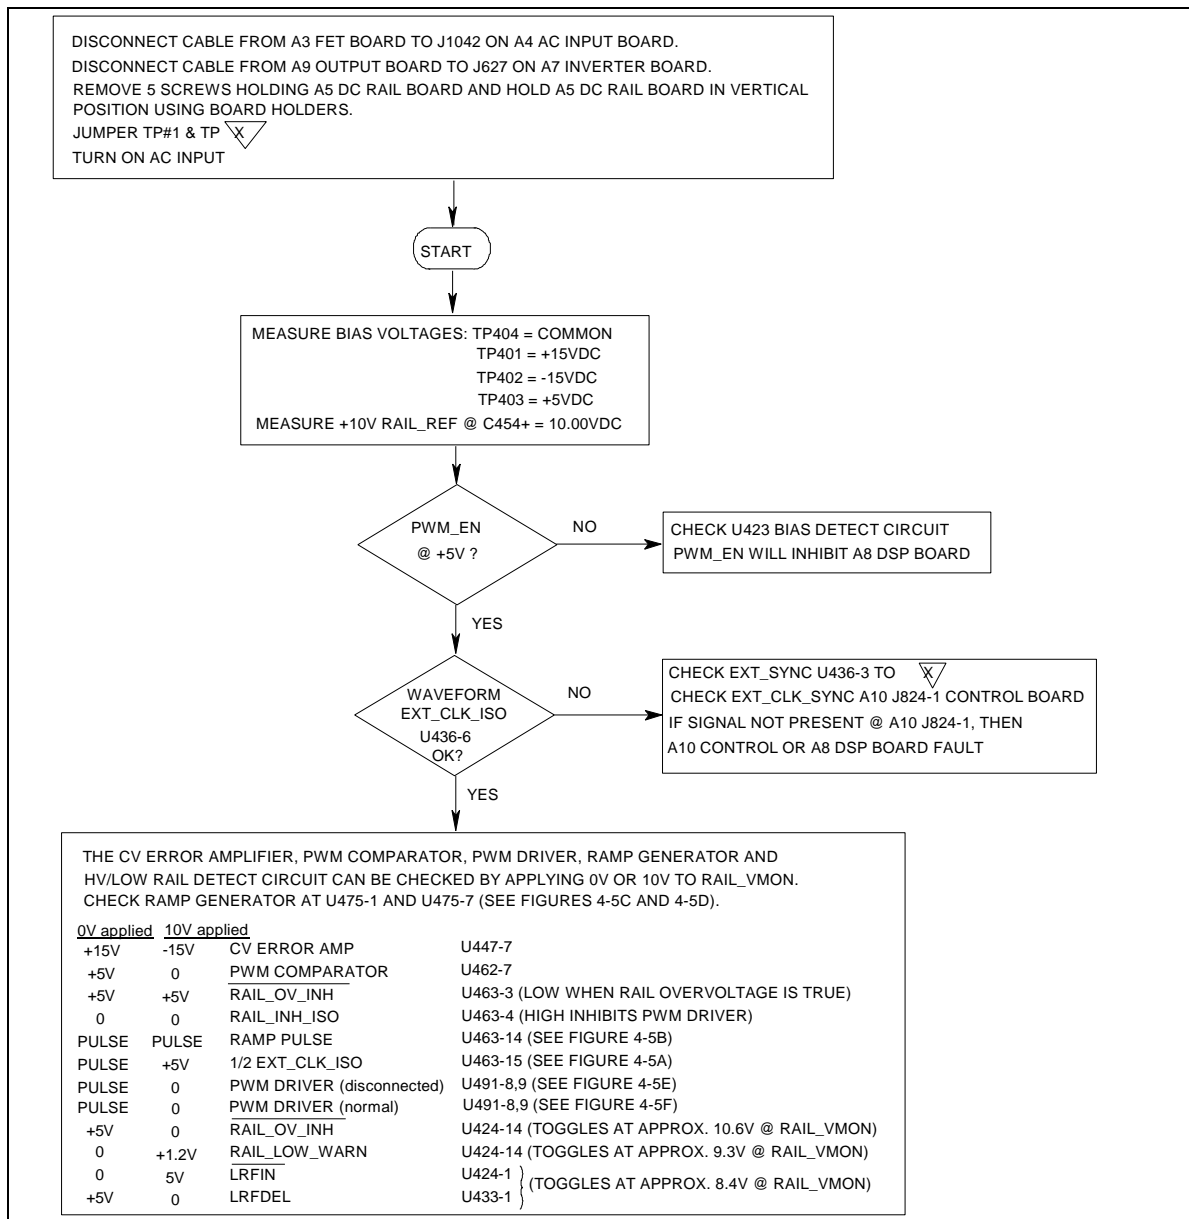 DISCONNECT CABLE FROM A3 FET BOARD TO J1042 ON A4 AC INPUT BOARD.
DISCONNECT CABLE FROM A9 OUTPUT BOARD TO J627 ON A7 INVERTER BOARD.
REMOVE 5 SCREWS HOLDING A5 DC RAIL BOARD AND HOLD A5 DC RAIL BOARD IN VERTICAL
POSITION USING BOARD HOLDERS.
JUMPER TP#1 & TP X
TURN ON AC INPUT
START
MEASURE BIAS VOLTAGES: TP404 = COMMON
TP401 = +15VDC
TP402 = -15VDC
TP403 = +5VDC
MEASURE +10V RAIL_REF @ C454+ = 10.00VDC
PWM_EN
@ +5V ?
NO
CHECK U423 BIAS DETECT CIRCUIT
PWM_EN WILL INHIBIT A8 DSP BOARD
YES
WAVEFORM
EXT_CLK_ISO
U436-6
OK?
NO
CHECK EXT_SYNC U436-3 TO X
CHECK EXT_CLK_SYNC A10 J824-1 CONTROL BOARD
IF SIGNAL NOT PRESENT @ A10 J824-1, THEN
A10 CONTROL OR A8 DSP BOARD FAULT
YES
THE CV ERROR AMPLIFIER, PWM COMPARATOR, PWM DRIVER, RAMP GENERATOR AND
HV/LOW RAIL DETECT CIRCUIT CAN BE CHECKED BY APPLYING 0V OR 10V TO RAIL_VMON.
CHECK RAMP GENERATOR AT U475-1 AND U475-7 (SEE FIGURES 4-5C AND 4-5D).
0V applied 10V applied
+15V -15V CV ERROR AMP U447-7
+5V 0 PWM COMPARATOR U462-7
+5V +5V RAIL_OV_INH U463-3 (LOW WHEN RAIL OVERVOLTAGE IS TRUE)
0 0 RAIL_INH_ISO U463-4 (HIGH INHIBITS PWM DRIVER)
PULSE PULSE RAMP PULSE U463-14 (SEE FIGURE 4-5B)
PULSE +5V 1/2 EXT_CLK_ISO U463-15 (SEE FIGURE 4-5A)
PULSE 0 PWM DRIVER (disconnected) U491-8,9 (SEE FIGURE 4-5E)
PULSE 0 PWM DRIVER (normal) U491-8,9 (SEE FIGURE 4-5F)
+5V 0 RAIL_OV_INH U424-14 (TOGGLES AT APPROX. 10.6V @ RAIL_VMON)
0 +1.2V RAIL_LOW_WARN U424-14 (TOGGLES AT APPROX. 9.3V @ RAIL_VMON)
0 5V LRFIN U424-1
(TOGGLES AT APPROX. 8.4V @ RAIL_VMON)
+5V 0 LRFDEL U433-1